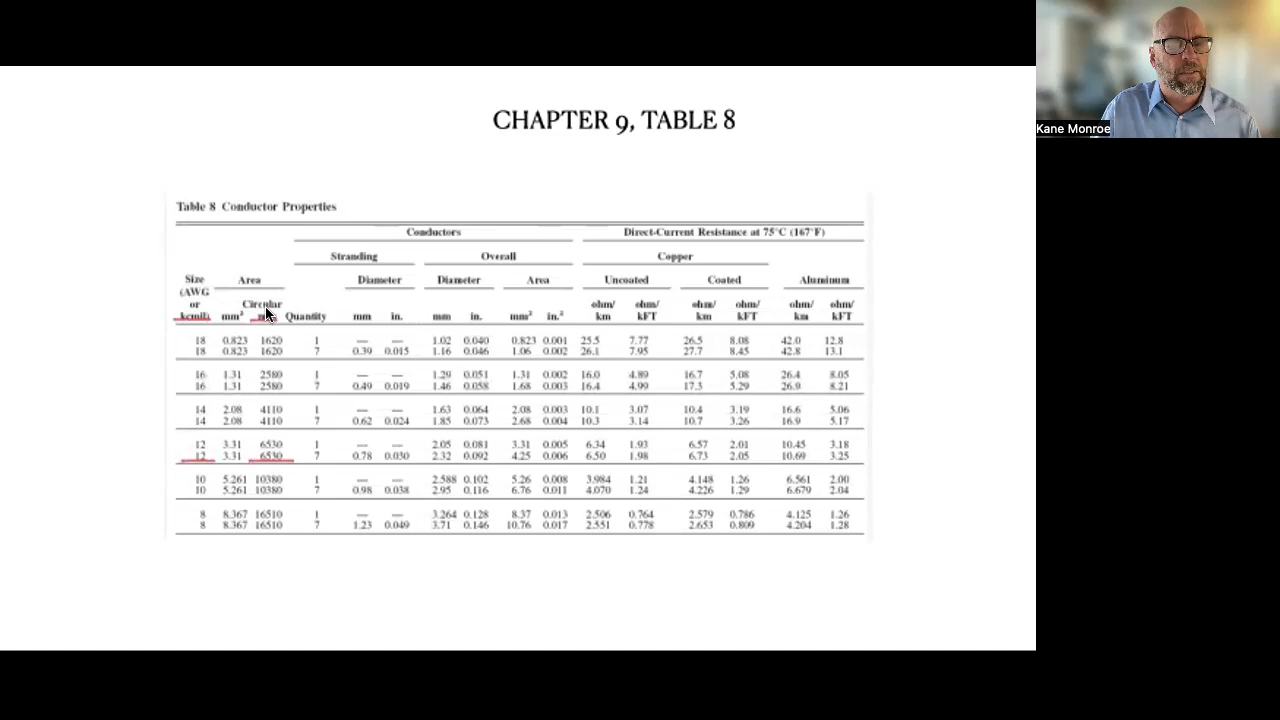 CHAPTER 9, TABLE 8
Kane Monroe
Table 8 Conductor Properties
Conductors Direct-Current Resistance at 75°C (167°F)
Stranding Overall Copper
Size Area Diameter Diameter Area Uncoated Coated Aluminum
(AWG
or Circular ohm/ ohm/ ohm/ ohm/ ohm/ ohm/
kcmil) mm² Quantity mm in. mm in. mm² in.² km kFT km kFT km kFT
18 0.823 1620 1 — — 1.02 0.040 0.823 0.001 25.5 7.77 26.5 8.08 42.0 12.8
18 0.823 1620 7 0.39 0.015 1.16 0.046 1.06 0.002 26.1 7.95 27.7 8.45 42.8 13.1
16 1.31 2580 1 — — 1.29 0.051 1.31 0.002 16.0 4.89 16.7 5.08 26.4 8.05
16 1.31 2580 7 0.49 0.019 1.46 0.058 1.68 0.003 16.4 4.99 17.3 5.29 26.9 8.21
14 2.08 4110 1 — — 1.63 0.064 2.08 0.003 10.1 3.07 10.4 3.19 16.6 5.06
14 2.08 4110 7 0.62 0.024 1.85 0.073 2.68 0.004 10.3 3.14 10.7 3.26 16.9 5.17
12 3.31 6530 1 — — 2.05 0.081 3.31 0.005 6.34 1.93 6.57 2.01 10.45 3.18
12 3.31 6530 7 0.78 0.030 2.32 0.092 4.25 0.006 6.50 1.98 6.73 2.05 10.69 3.25
10 5.261 10380 1 — — 2.588 0.102 5.26 0.008 3.984 1.21 4.148 1.26 6.561 2.00
10 5.261 10380 7 0.98 0.038 2.95 0.116 6.76 0.011 4.070 1.24 4.226 1.29 6.679 2.04
8 8.367 16510 1 — — 3.264 0.128 8.37 0.013 2.506 0.764 2.579 0.786 4.125 1.26
8 8.367 16510 7 1.23 0.049 3.71 0.146 10.76 0.017 2.551 0.778 2.653 0.809 4.204 1.28